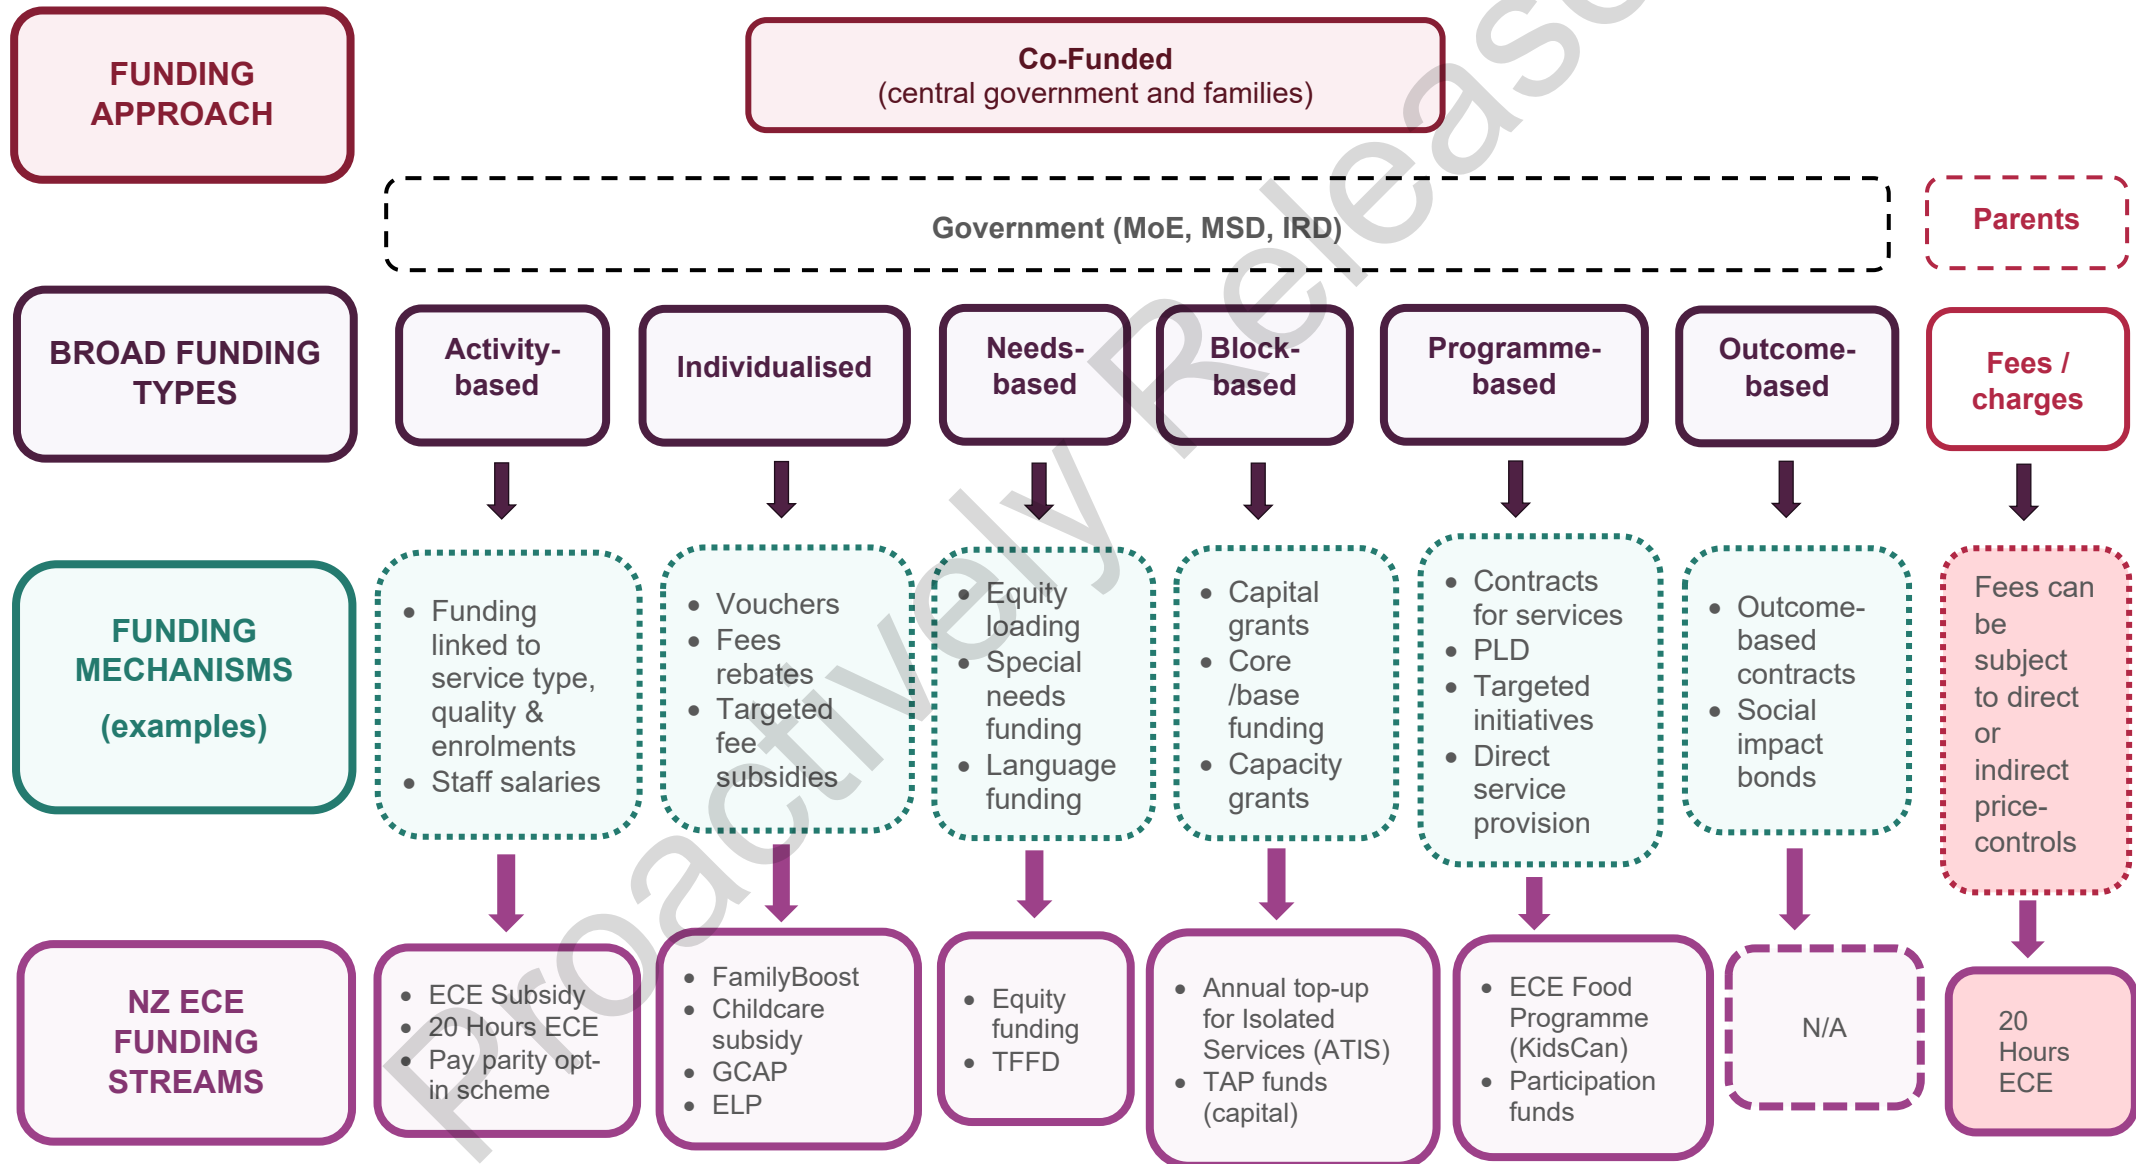 FUNDING
APPROACH
Co-Funded
(central government and families)
Government (MoE, MSD, IRD)
Parents
BROAD FUNDING
TYPES
Activity-
based
Individualised
Needs-
based
Block-
based
Programme-
based
Outcome-
based
Fees /
charges
FUNDING
MECHANISMS
(examples)
• Funding
linked to
service type,
quality &
enrolments
• Staff salaries
• Vouchers
• Fees
rebates
• Targeted
fee
subsidies
• Equity
loading
• Special
needs
funding
• Language
funding
• Capital
grants
• Core
/base
funding
• Capacity
grants
• Contracts
for services
• PLD
• Targeted
initiatives
• Direct
service
provision
• Outcome-
based
contracts
• Social
impact
bonds
Fees can
be
subject
to direct
or
indirect
price-
controls
NZ ECE
FUNDING
STREAMS
• ECE Subsidy
• 20 Hours ECE
• Pay parity opt-
in scheme
• FamilyBoost
• Childcare
subsidy
• GCAP
• ELP
• Equity
funding
• TFFD
• Annual top-up
for Isolated
Services (ATIS)
• TAP funds
(capital)
• ECE Food
Programme
(KidsCan)
• Participation
funds
N/A
20
Hours
ECE
Proactively Release